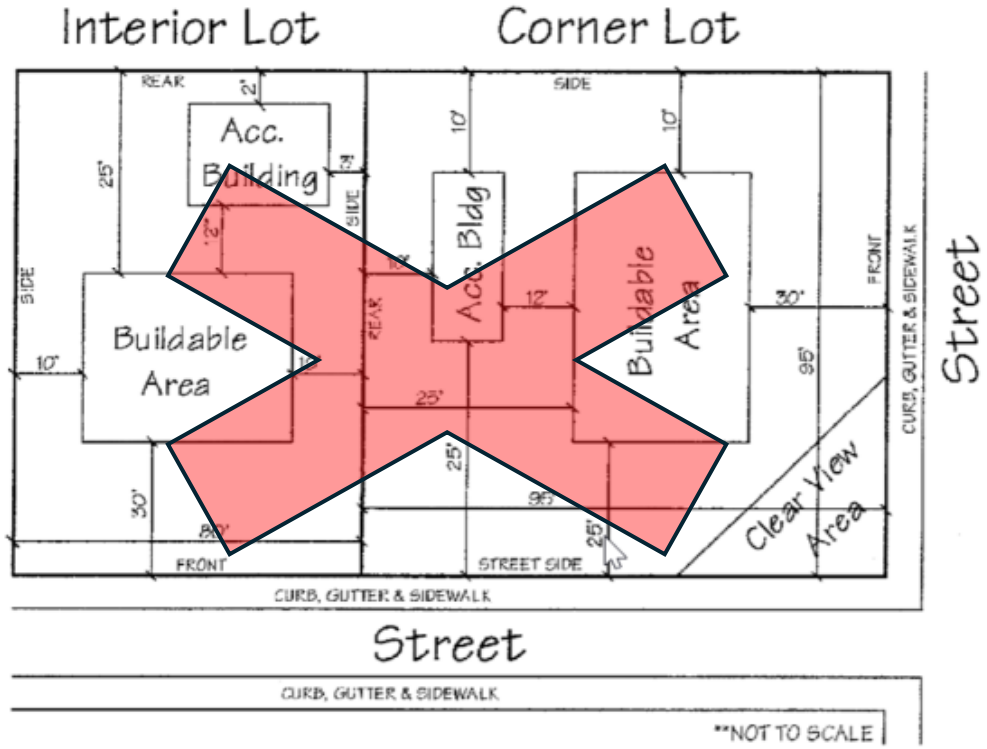 Interior Lot
Corner Lot
REAR
2'
SIDE
Acc.
Building
10'
10'
25'
SIDE
12'
Acc. Bldg
Buildable
Area
FRONT
SIDE
REAR
12'
30'
Buildable
Area
10'
95'
25'
25'
30'
95'
25'
80'
Clear View
Area
FRONT
STREET SIDE
CURB, GUTTER & SIDEWALK
Street
CURB, GUTTER & SIDEWALK
Street
CURB, GUTTER & SIDEWALK
**NOT TO SCALE